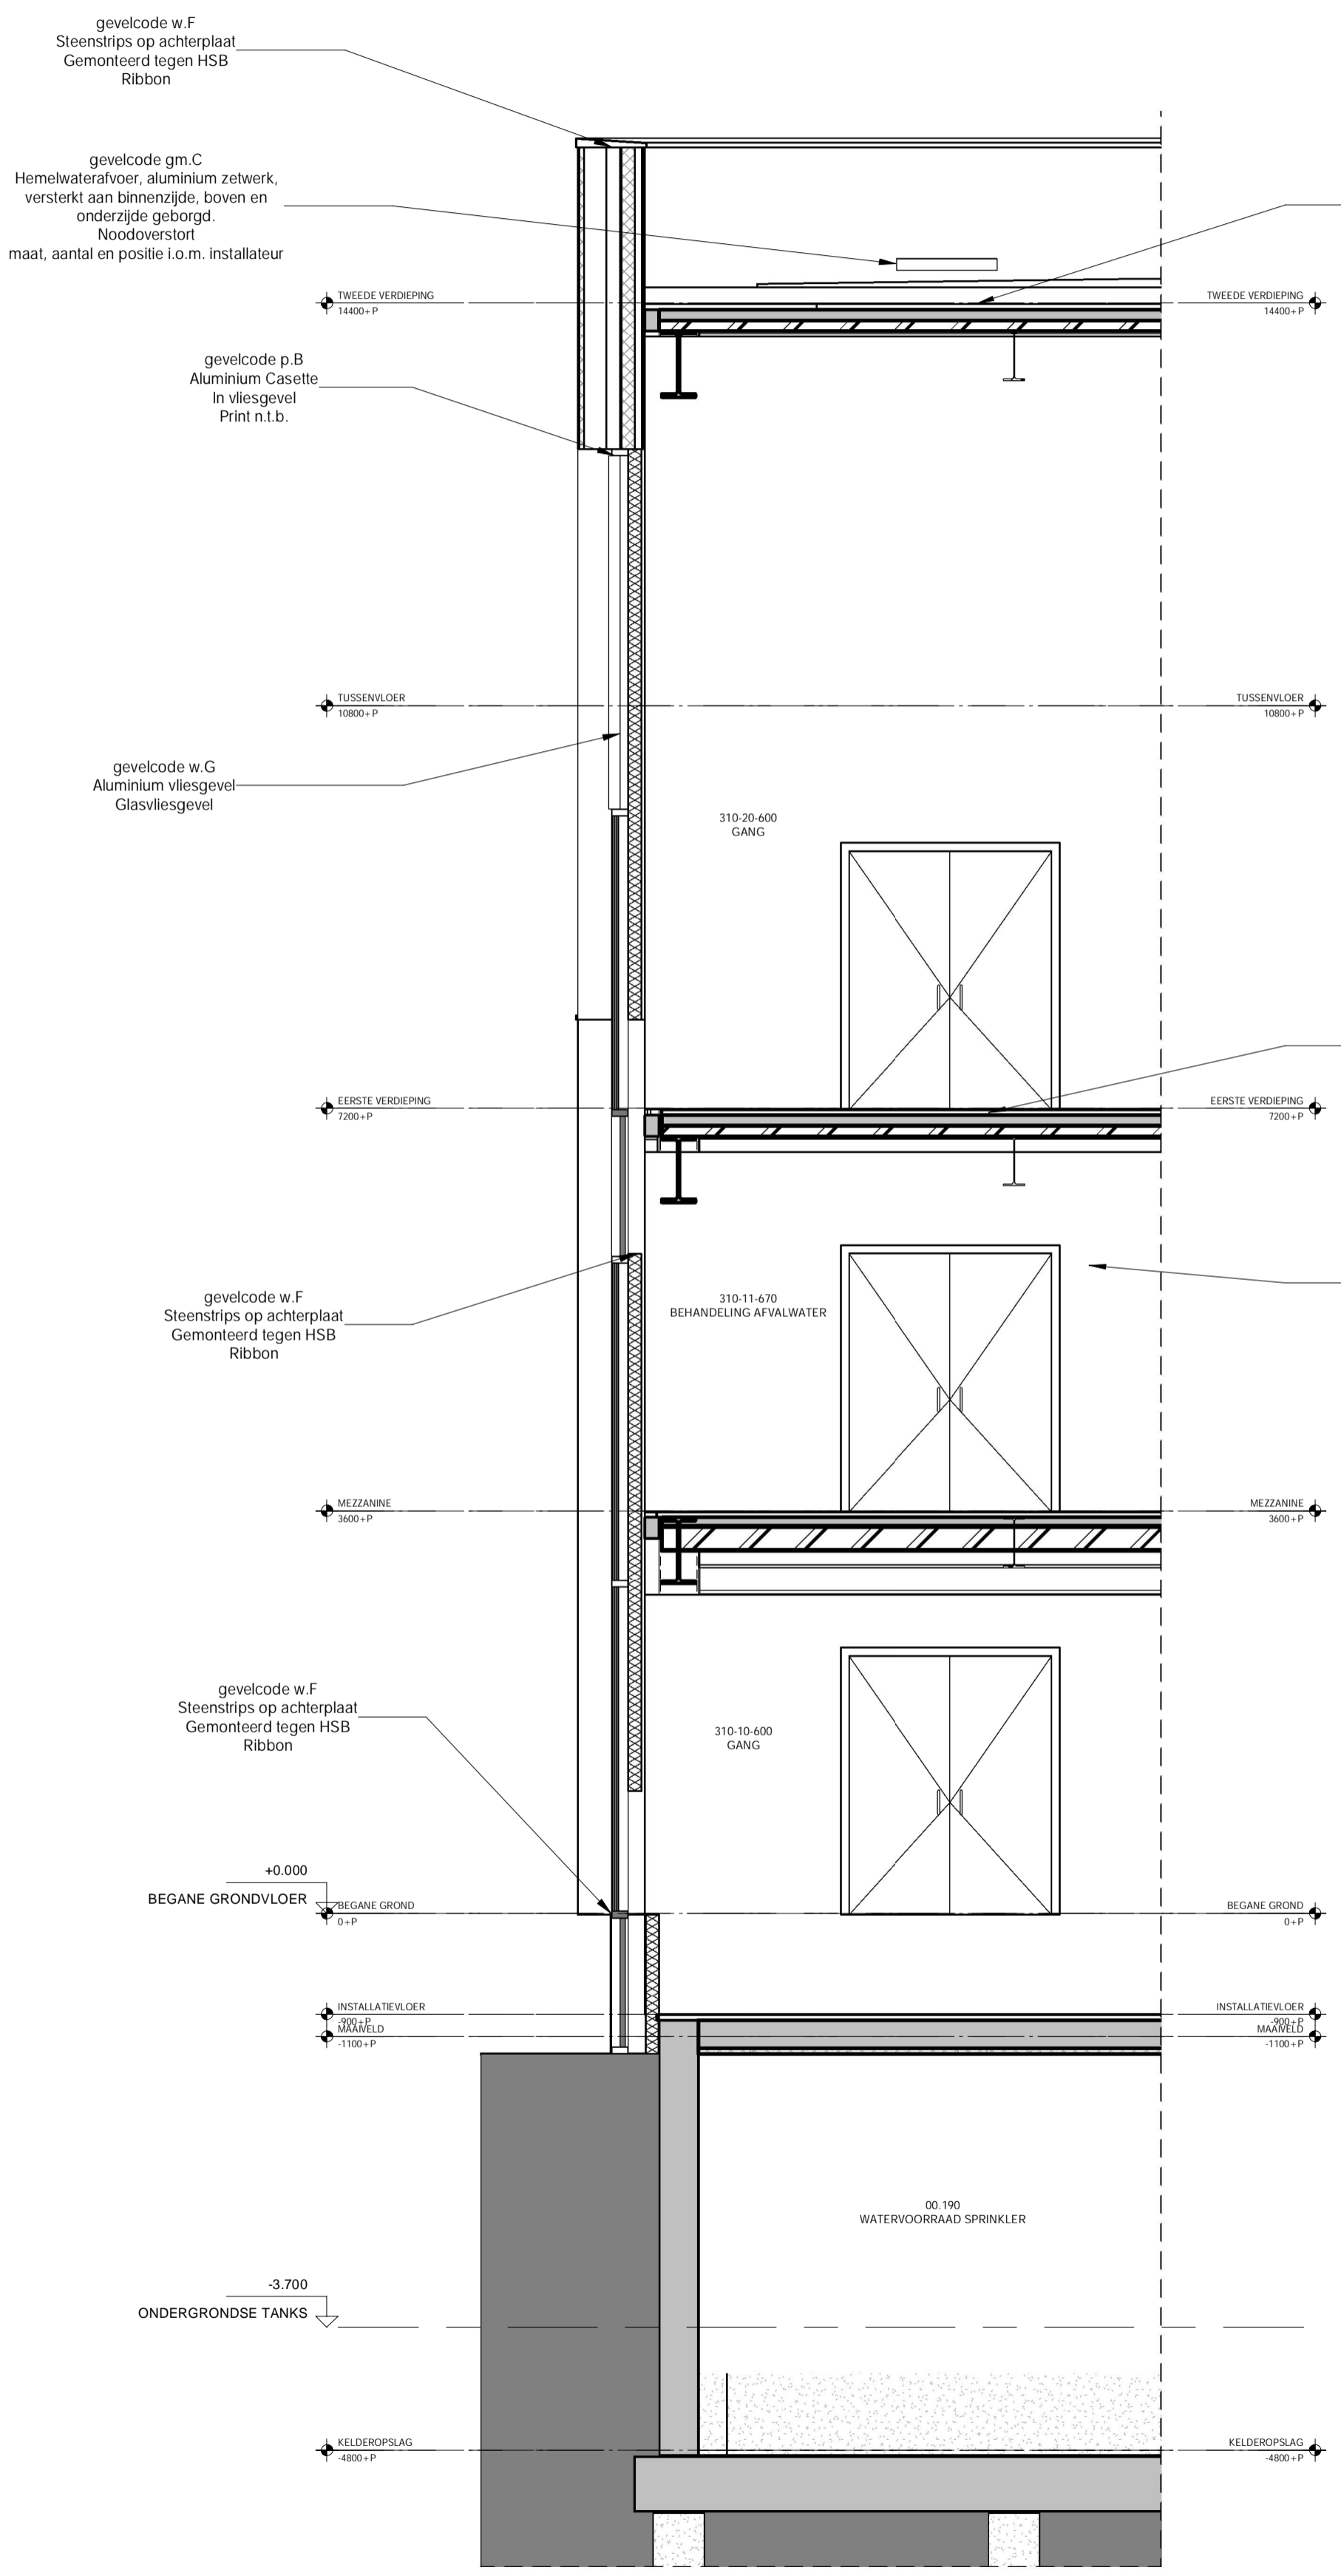 gevelcode w.F
Steenstrips op achterplaat
Gemonteerd tegen HSB
Ribbon
gevelcode gm.C
Hemelwaterafvoer, aluminium zetwerk,
versterkt aan binnenzijde, boven en
onderzijde geborgd.
Noodoverstort
maat, aantal en positie i.o.m. installateur
TWEEDE VERDIEPING
14400+P
TWEEDE VERDIEPING
14400+P
gevelcode p.B
Aluminium Casette
In vliesgevel
Print n.t.b.
TUSSENVLOER
10800+P
TUSSENVLOER
10800+P
gevelcode w.G
Aluminium vliesgevel
Glasvliesgevel
310-20-600
GANG
EERSTE VERDIEPING
7200+P
EERSTE VERDIEPING
7200+P
gevelcode w.F
Steenstrips op achterplaat
Gemonteerd tegen HSB
Ribbon
310-11-670
BEHANDELING AFVALWATER
MEZZANINE
3600+P
MEZZANINE
3600+P
gevelcode w.F
Steenstrips op achterplaat
Gemonteerd tegen HSB
Ribbon
310-10-600
GANG
+0.000
BEGANE GRONDVLOER
BEGANE GROND
0+P
BEGANE GROND
0+P
INSTALLATIEVLOER
-900+P
MAAIVELD
-1100+P
INSTALLATIEVLOER
-900+P
MAAIVELD
-1100+P
00.190
WATERVOORRAAD SPRINKLER
-3.700
ONDERGRONDSE TANKS
KELDEROPSLAG
-4800+P
KELDEROPSLAG
-4800+P